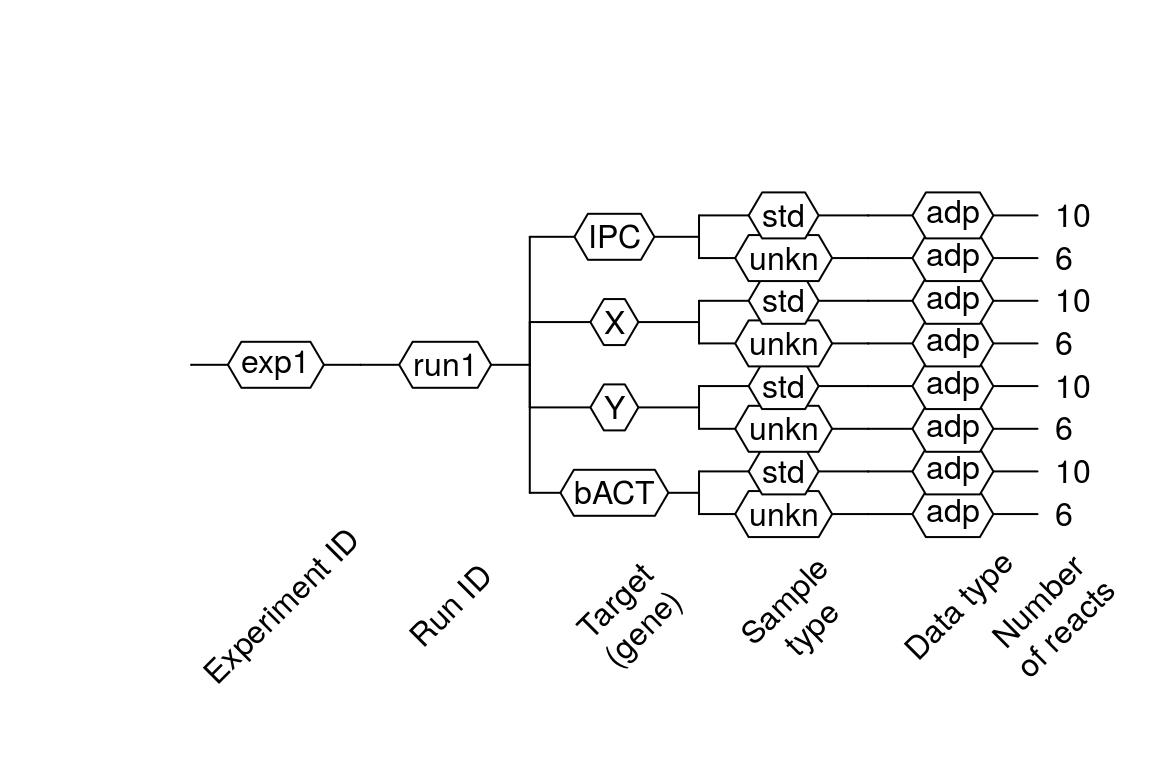 std adp 10
IPC
unkn adp 6
std adp 10
X
unkn adp 6
exp1 run1
std adp 10
Y
unkn adp 6
std adp 10
bACT
unkn adp 6
Experiment ID
Run ID
Target
(gene)
Sample
type
Data type
Number
of reacts